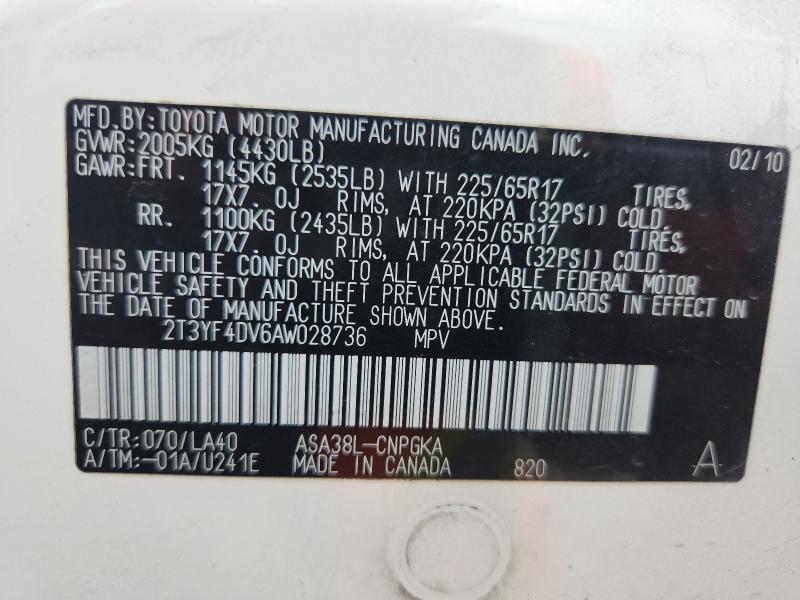 MFD.BY:TOYOTA MOTOR MANUFACTURING CANADA INC.
GVWR:2005KG (4430LB) 02/10
GAWR:FRT. 1145KG (2535LB) WITH 225/65R17 TIRES,
17X7. 0J RIMS, AT 220KPA (32PSI) COLD.
RR. 1100KG (2435LB) WITH 225/65R17 TIRES,
17X7. 0J RIMS, AT 220KPA (32PSI) COLD.
THIS VEHICLE CONFORMS TO ALL APPLICABLE FEDERAL MOTOR
VEHICLE SAFETY AND THEFT PREVENTION STANDARDS IN EFFECT ON
THE DATE OF MANUFACTURE SHOWN ABOVE.
2T3YF4DV6AW028736 MPV
C/TR:070/LA40 ASA38L-CNPGKA
A/TM:-01A/U241E MADE IN CANADA 820 A